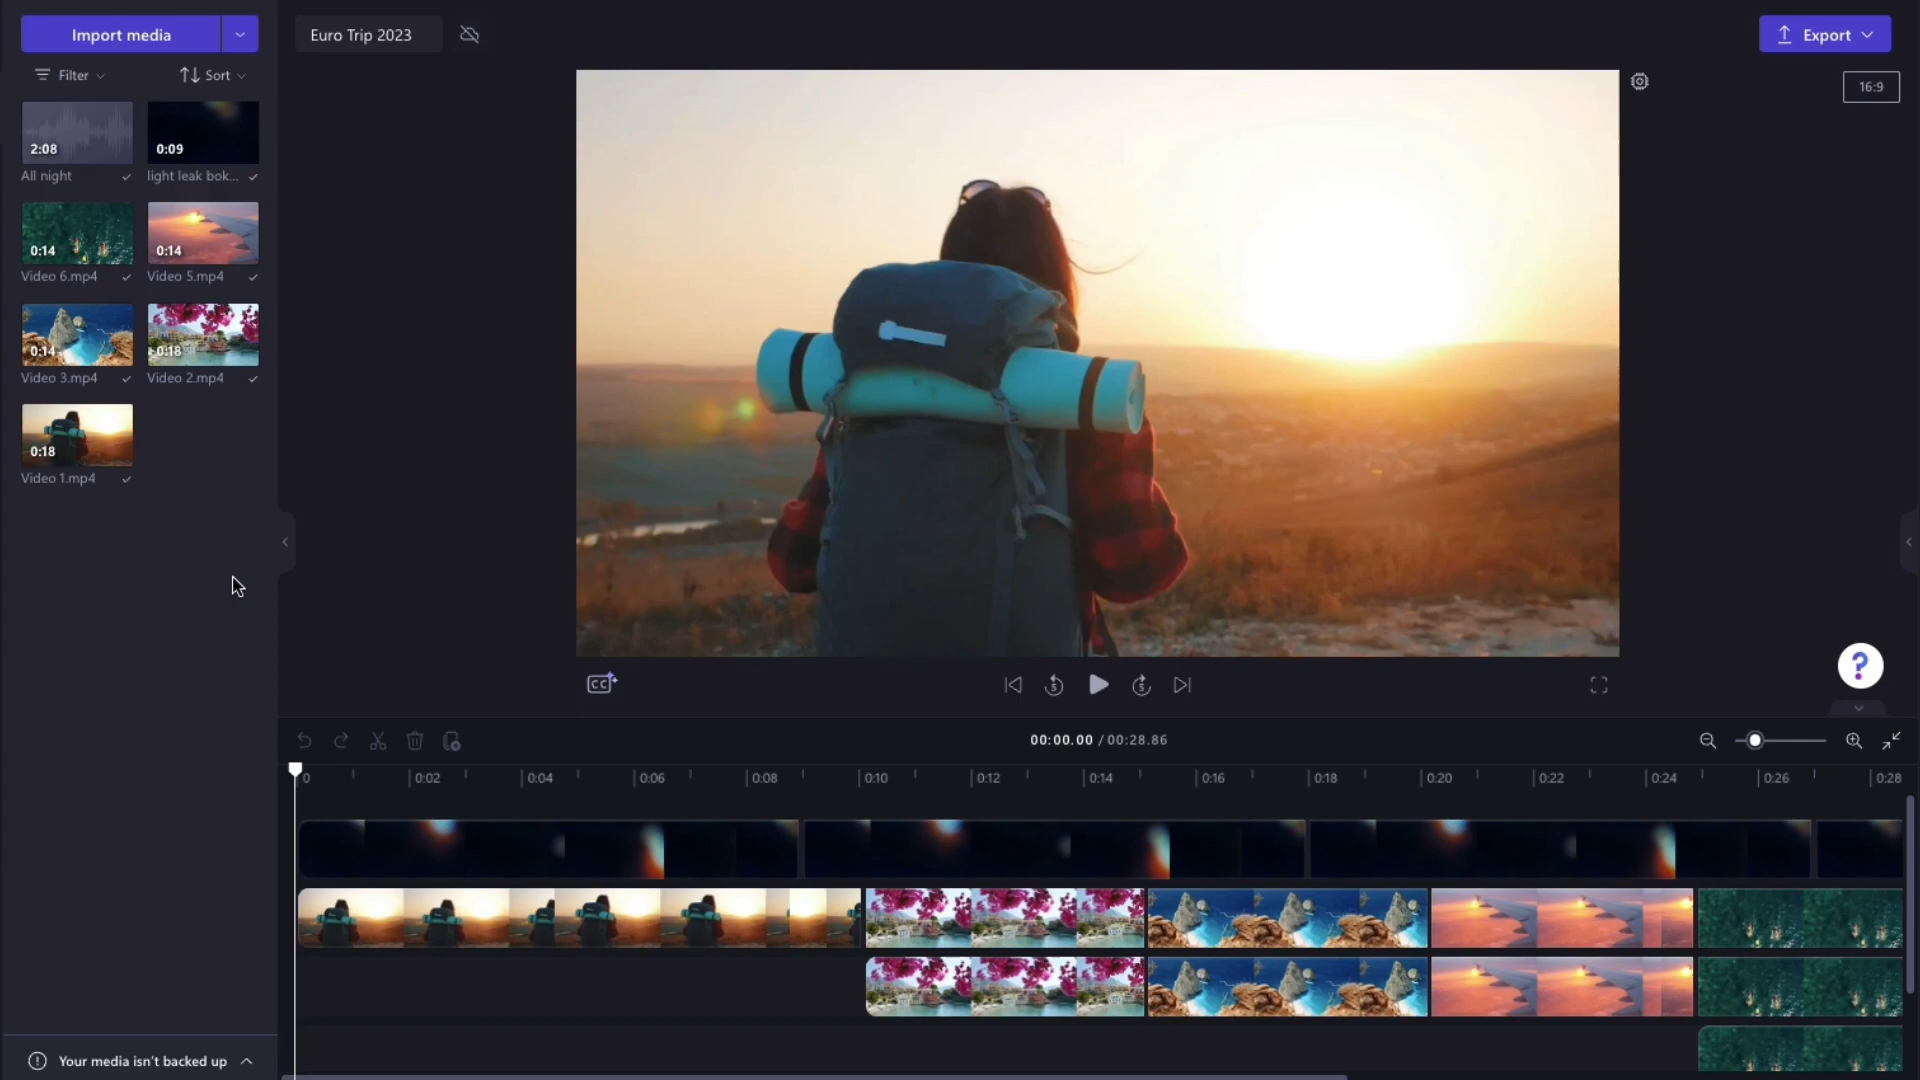 Import media
Euro Trip 2023
Export
Filter
Sort
16:9
2:08
0:09
All night
light leak bok...
0:14
0:14
Video 6.mp4
Video 5.mp4
0:14
0:18
Video 3.mp4
Video 2.mp4
0:18
Video 1.mp4
?
CC
5
5
00:00.00 / 00:28.86
0
0:02
0:04
0:06
0:08
0:10
0:12
0:14
0:16
0:18
0:20
0:22
0:24
0:26
0:28
Your media isn't backed up